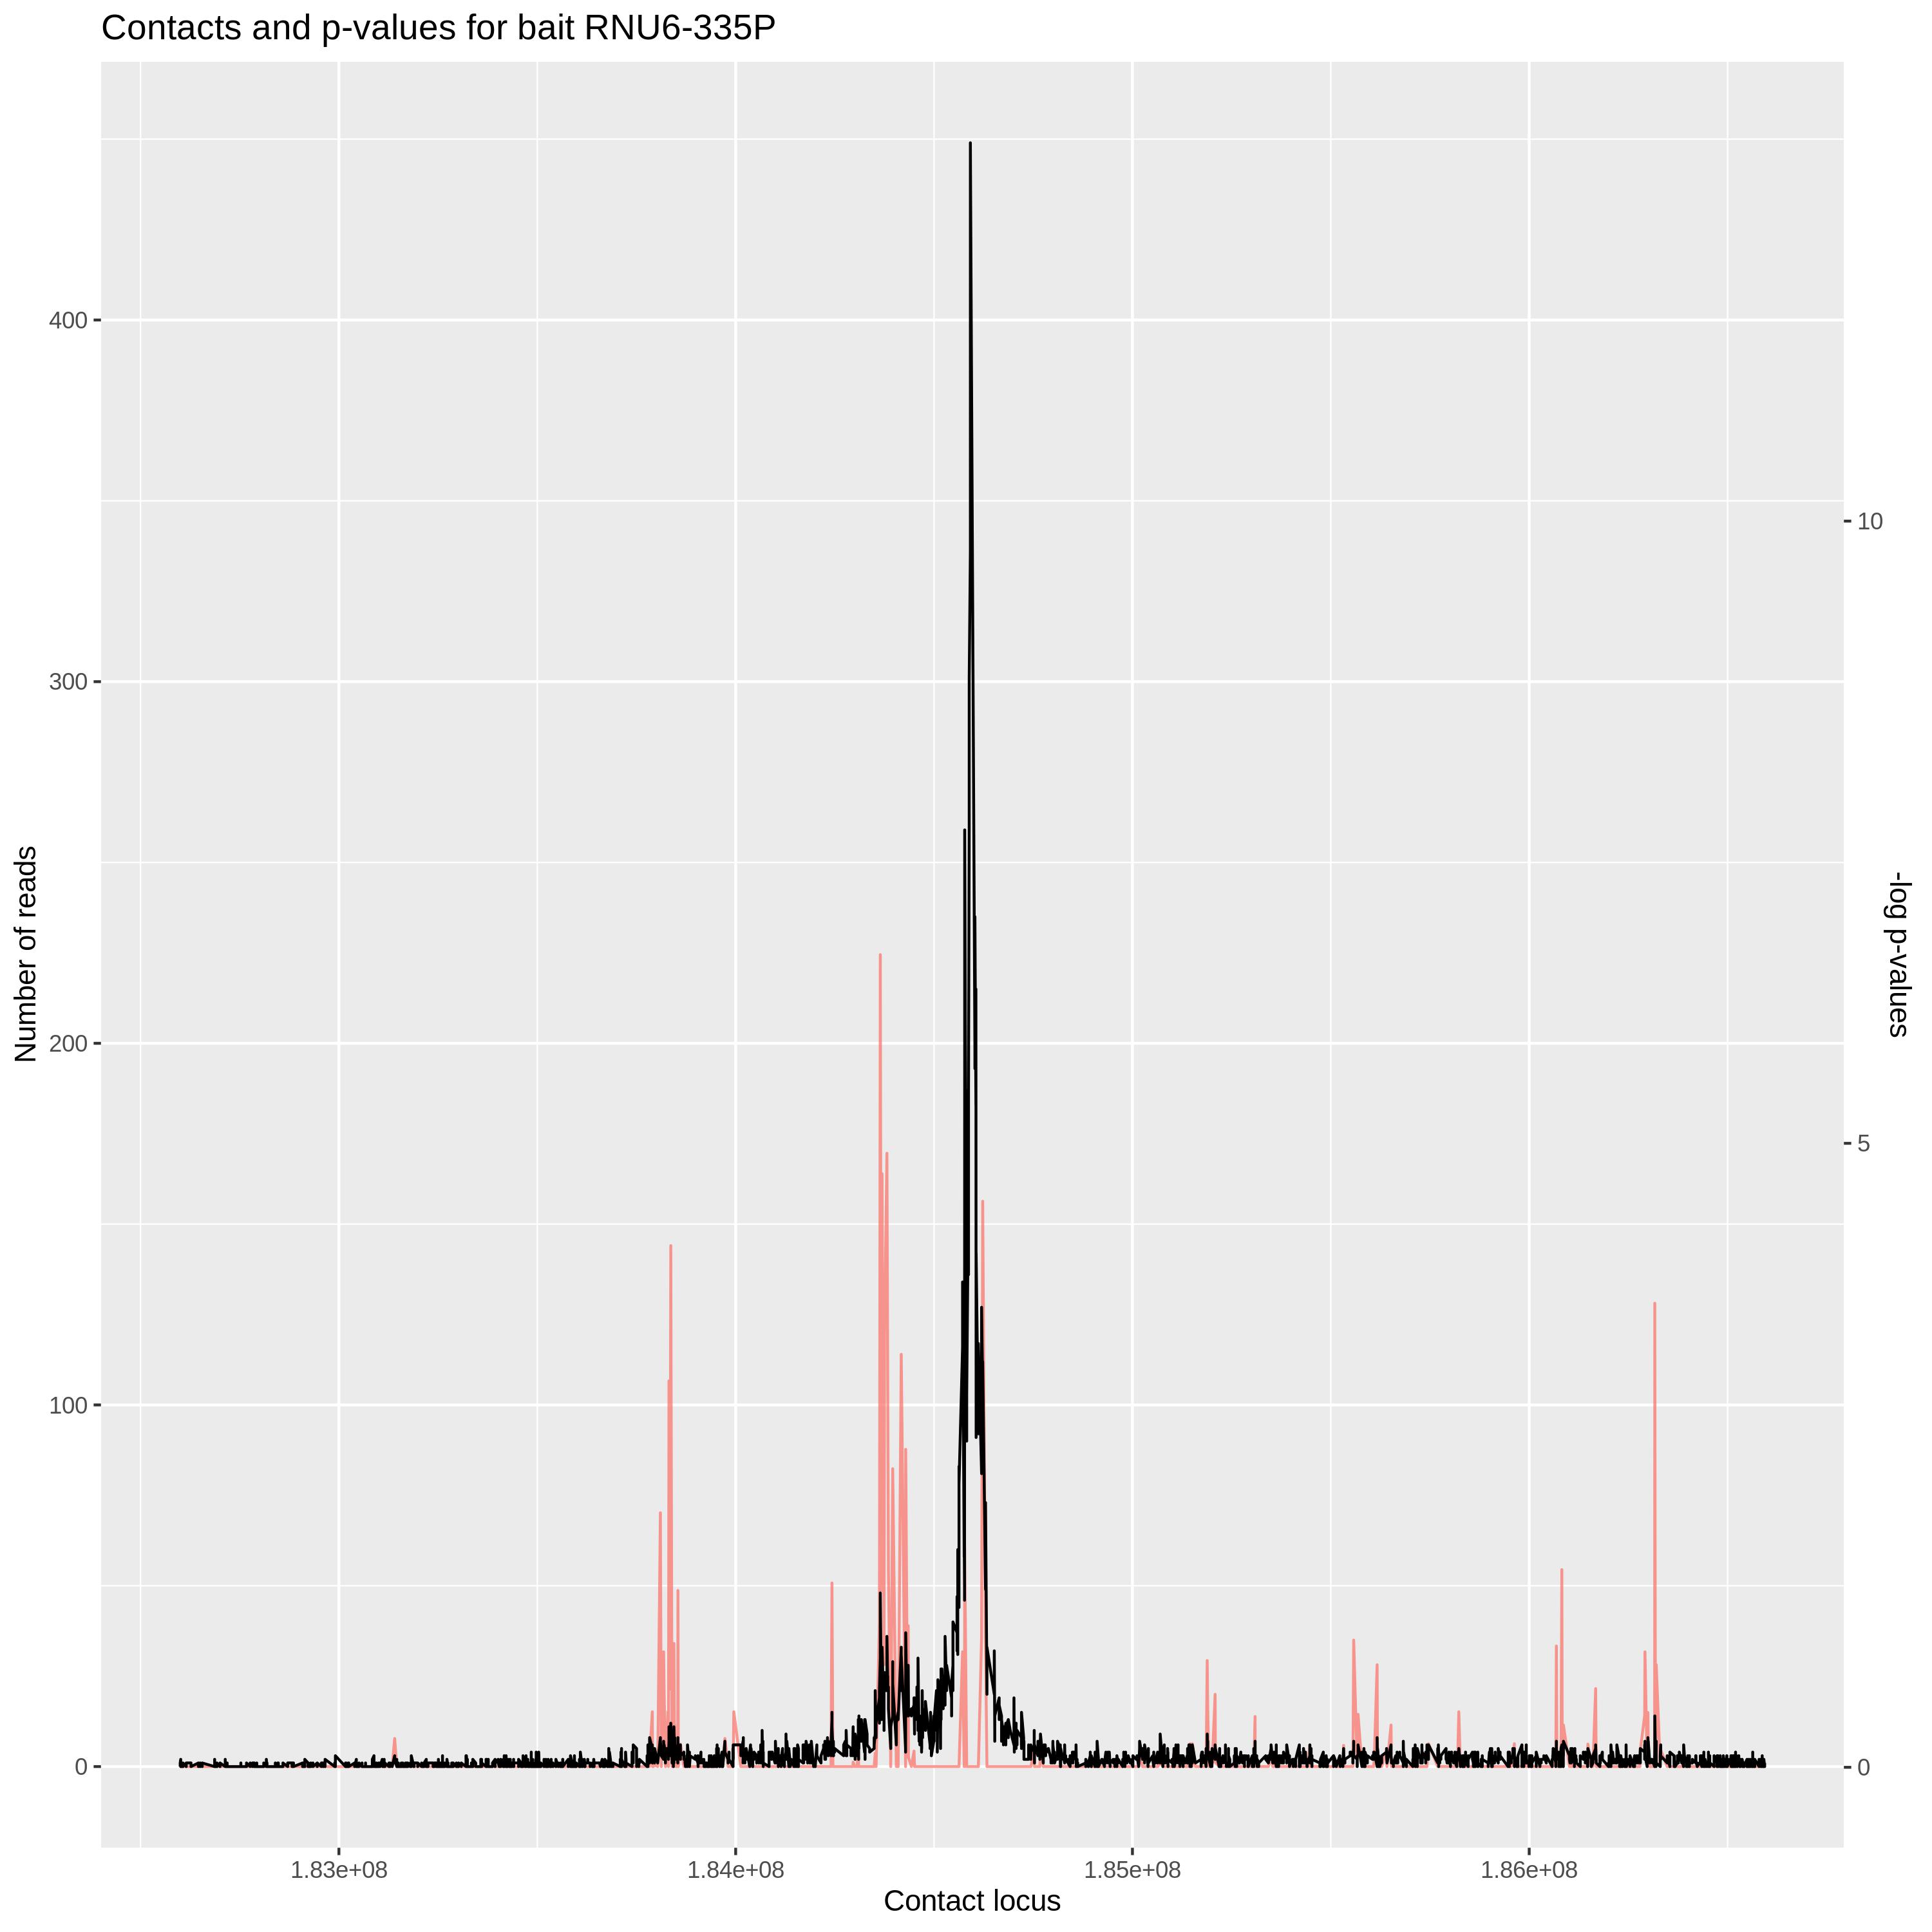 Contacts and p-values for bait RNU6-335P
Number of reads
400
300
200
100
0
10
5
0
-log p-values
1.83e+08
1.84e+08
1.85e+08
1.86e+08
Contact locus